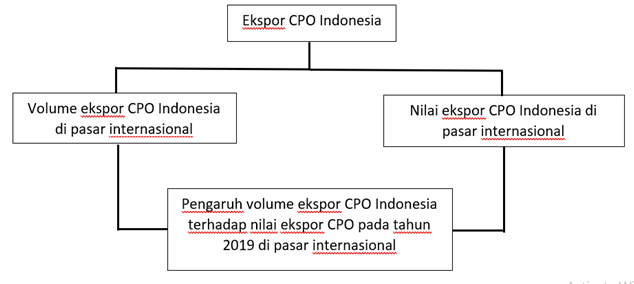 Ekspor CPO Indonesia
Volume ekspor CPO Indonesia
di pasar internasional
Nilai ekspor CPO Indonesia di
pasar internasional
Pengaruh volume ekspor CPO Indonesia
terhadap nilai ekspor CPO pada tahun
2019 di pasar internasional